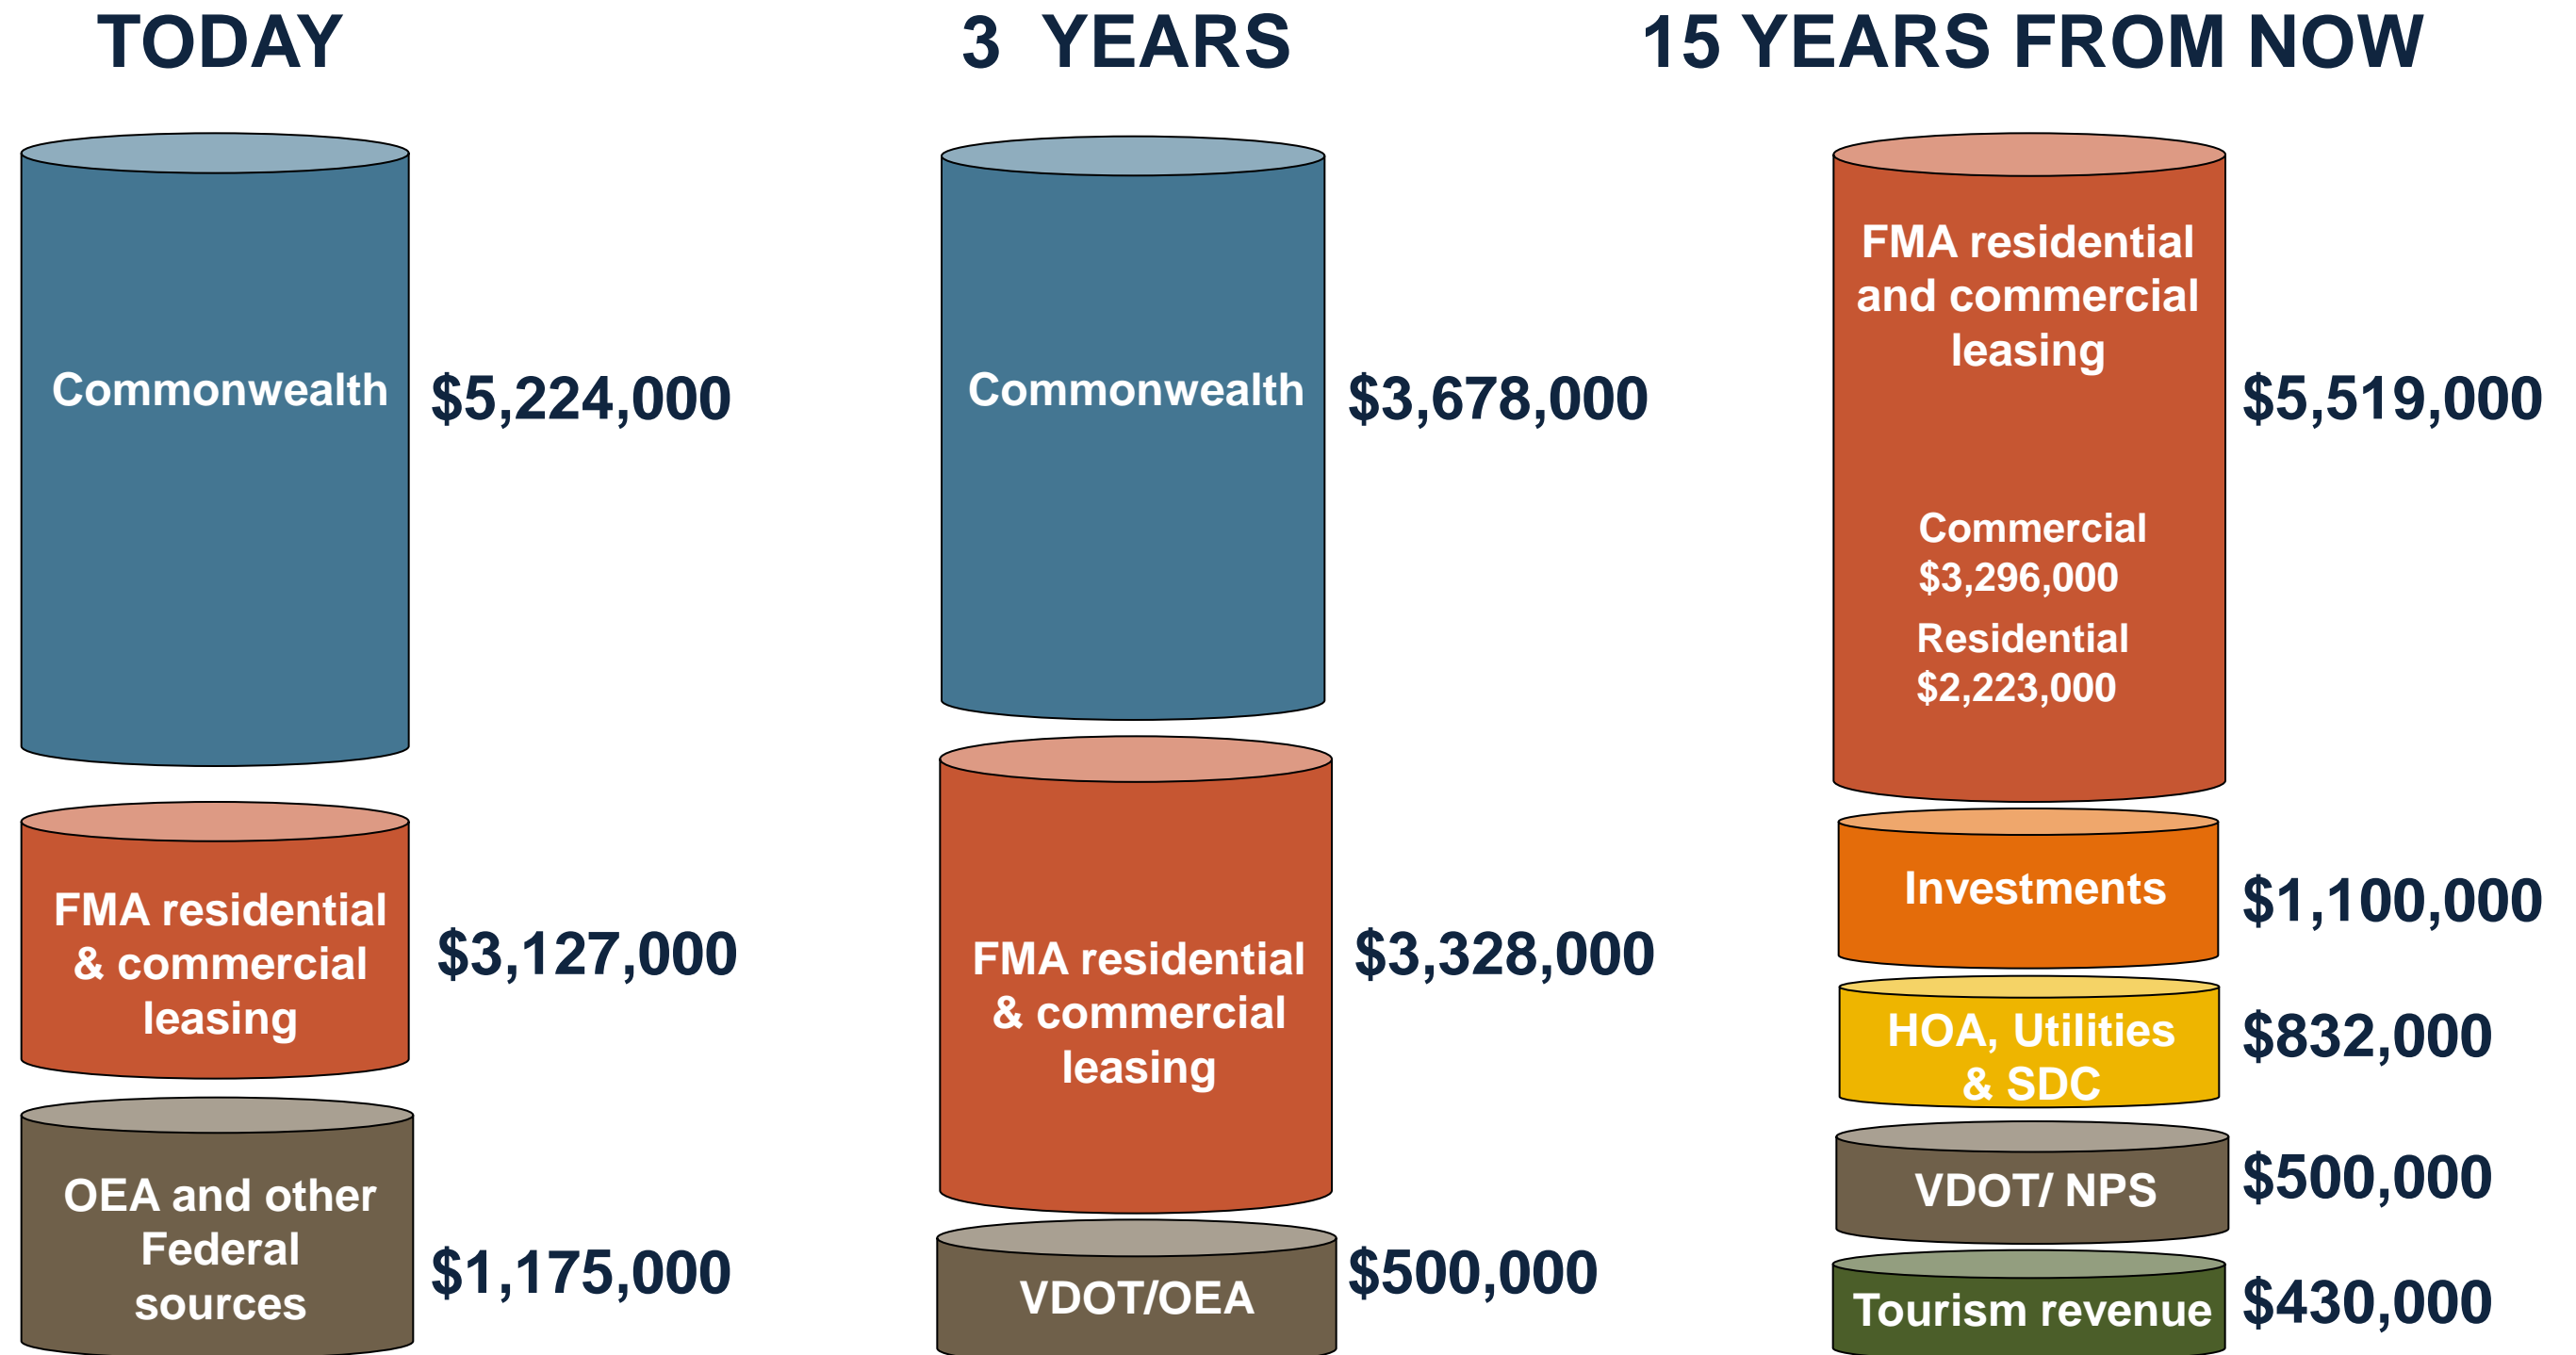 TODAY
Commonwealth
$5,224,000
FMA residential
& commercial
leasing
$3,127,000
OEA and other
Federal
sources
$1,175,000
3 YEARS
Commonwealth
$3,678,000
FMA residential
& commercial
leasing
$3,328,000
VDOT/OEA
$500,000
15 YEARS FROM NOW
FMA residential
and commercial
leasing
$5,519,000
Commercial
$3,296,000
Residential
$2,223,000
Investments
$1,100,000
HOA, Utilities
& SDC
$832,000
VDOT/ NPS
$500,000
Tourism revenue
$430,000